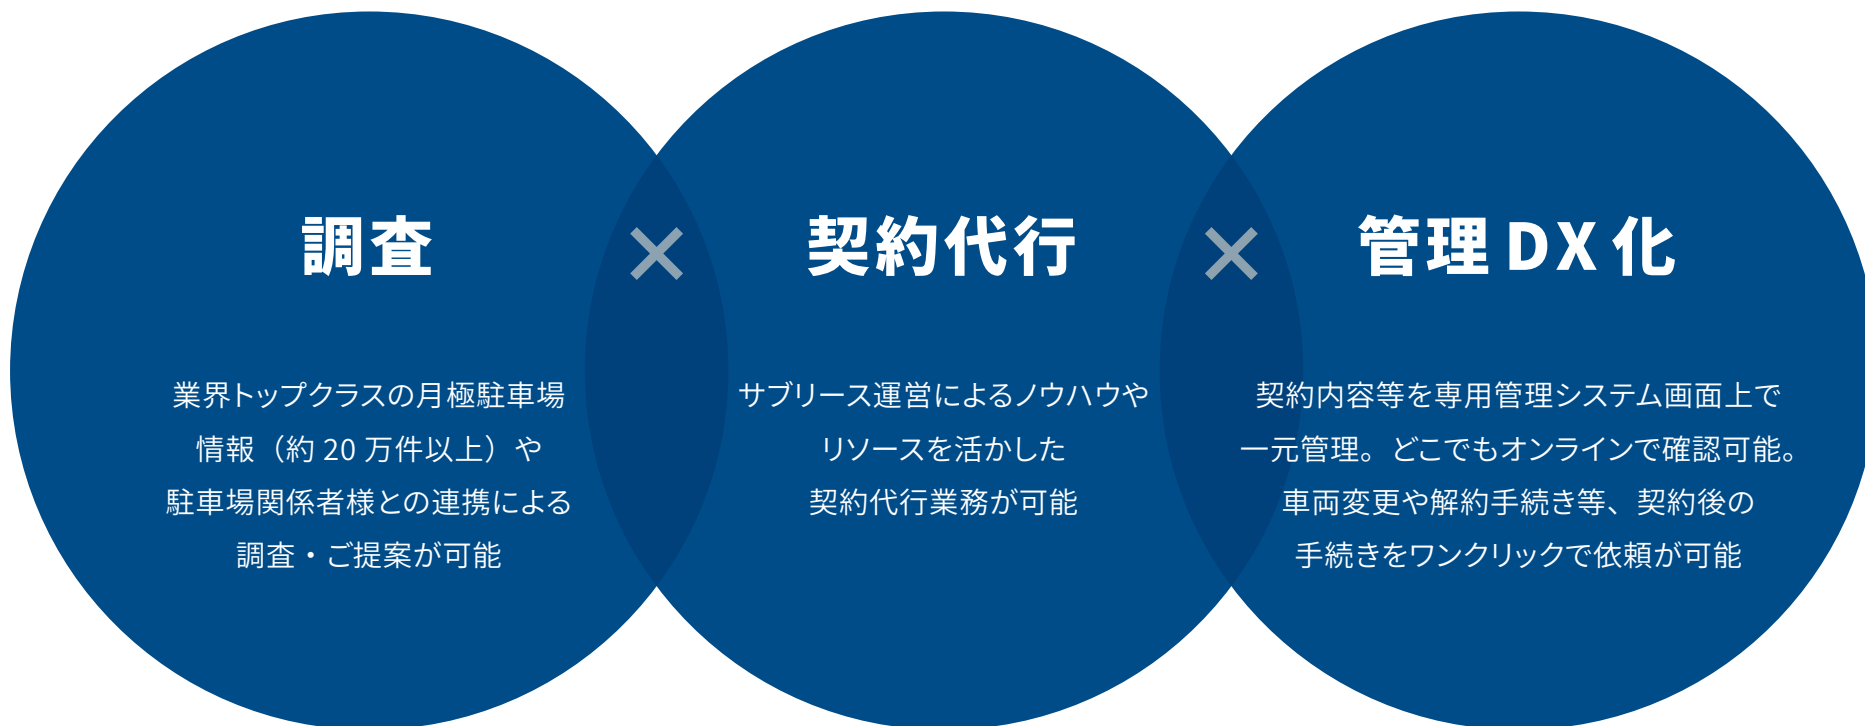 調査
×
契約代行
×
管理DX化
業界トップクラスの月極駐車場
情報（約20万件以上）や
駐車場関係者様との連携による
調査・ご提案が可能
サブリース運営によるノウハウや
リソースを活かした
契約代行業務が可能
契約内容等を専用管理システム画面上で
一元管理。どこでもオンラインで確認可能。
車両変更や解約手続き等、契約後の
手続きをワンクリックで依頼が可能